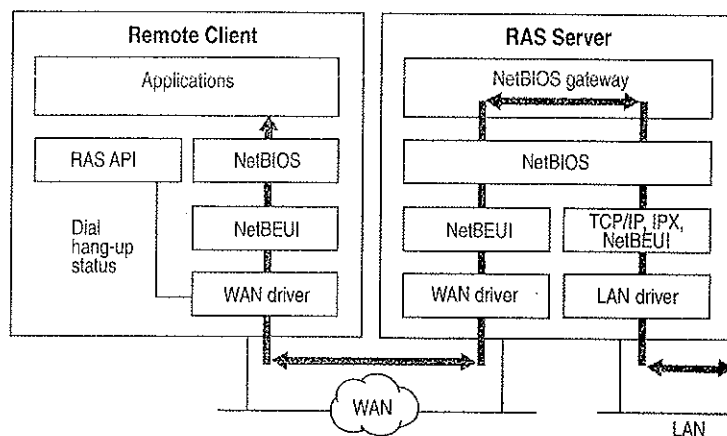 Remote Client
Applications
RAS API
NetBIOS
Dial
hang-up
status
NetBEUI
WAN driver
RAS Server
NetBIOS gateway
NetBIOS
NetBEUI
TCP/IP, IPX,
NetBEUI
WAN driver
LAN driver
WAN
LAN